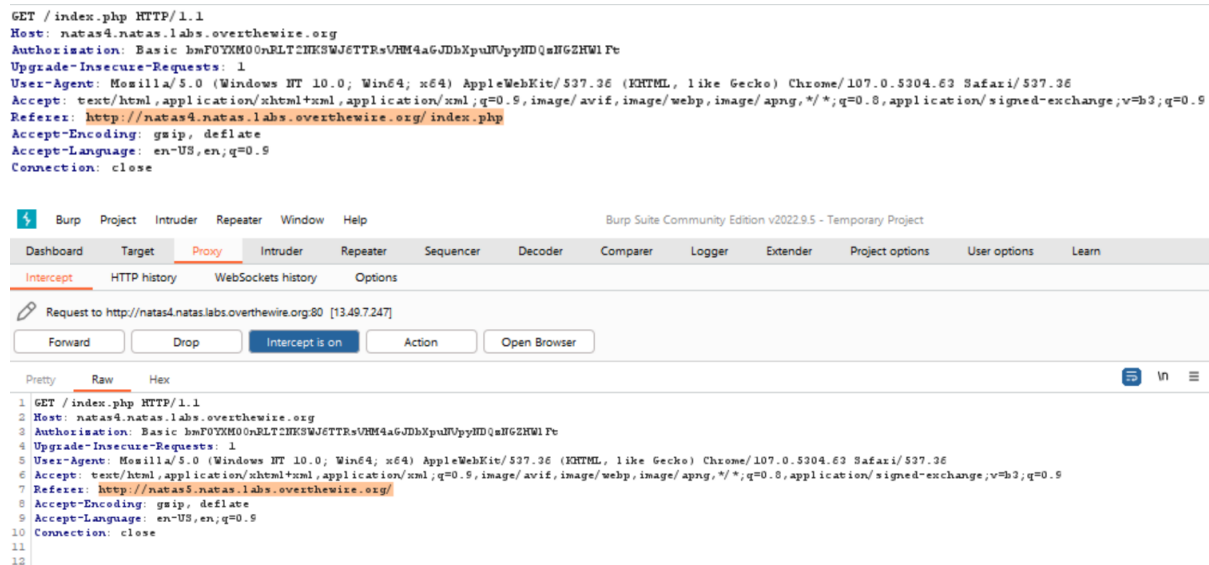 GET /index.php HTTP/1.1
Host: natas4.natas.labs.overthewire.org
Authorization: Basic
Upgrade-Insecure-Requests: 1
User-Agent: Mozilla/5.0 (Windows NT 10.0; Win64; x64) AppleWebKit/537.36 (KHTML, like Gecko) Chrome/107.0.5304.63 Safari/537.36
Accept: text/html,application/xhtml+xml,application/xml;q=0.9,image/avif,image/webp,image/apng,*/*;q=0.8,application/signed-exchange;v=b3;q=0.9
Referer: http://natas4.natas.labs.overthewire.org/index.php
Accept-Encoding: gzip, deflate
Accept-Language: en-US,en;q=0.9
Connection: close
Burp Project Intruder Repeater Window Help Burp Suite Community Edition v2022.9.5 - Temporary Project
Dashboard Target Proxy Intruder Repeater Sequencer Decoder Comparer Logger Extender Project options User options Learn
Intercept HTTP history WebSockets history Options
Request to http://natas4.natas.labs.overthewire.org:80 [13.49.7.247]
Forward Drop Intercept is on Action Open Browser
Pretty Raw Hex \n
1 GET /index.php HTTP/1.1
2 Host: natas4.natas.labs.overthewire.org
3 Authorization: Basic
4 Upgrade-Insecure-Requests: 1
5 User-Agent: Mozilla/5.0 (Windows NT 10.0; Win64; x64) AppleWebKit/537.36 (KHTML, like Gecko) Chrome/107.0.5304.63 Safari/537.36
6 Accept: text/html,application/xhtml+xml,application/xml;q=0.9,image/avif,image/webp,image/apng,*/*;q=0.8,application/signed-exchange;v=b3;q=0.9
7 Referer: http://natas5.natas.labs.overthewire.org/
8 Accept-Encoding: gzip, deflate
9 Accept-Language: en-US,en;q=0.9
10 Connection: close
11
12